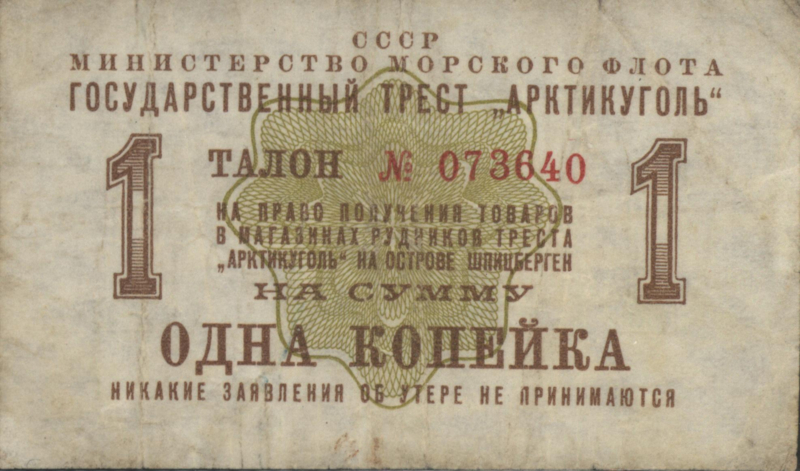 СССР
МИНИСТЕРСТВО МОРСКОГО ФЛОТА
ГОСУДАРСТВЕННЫЙ ТРЕСТ „АРКТИКУГОЛЬ“
1 ТАЛОН № 073640 1
НА ПРАВО ПОЛУЧЕНИЯ ТОВАРОВ
В МАГАЗИНАХ РУДНИКОВ ТРЕСТА
„АРКТИКУГОЛЬ“ НА ОСТРОВЕ ШПИЦБЕРГЕН
НА СУММУ
ОДНА КОПЕЙКА
НИКАКИЕ ЗАЯВЛЕНИЯ ОБ УТЕРЕ НЕ ПРИНИМАЮТСЯ